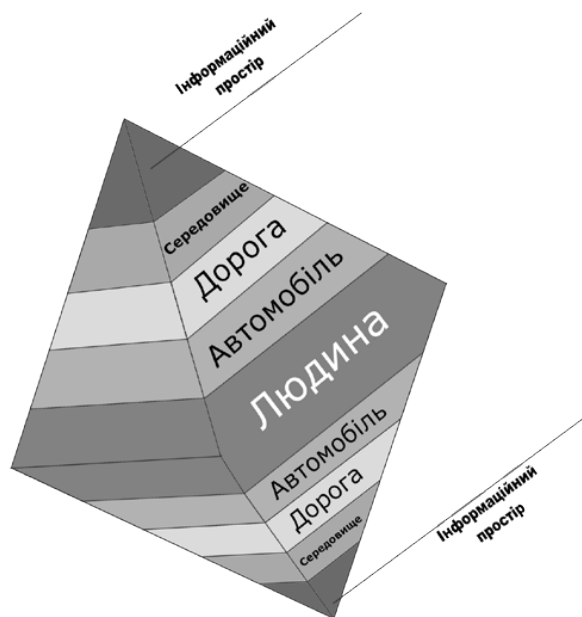 Інформаційний
простір
Середовище
Дорога
Автомобіль
Людина
Автомобіль
Дорога
Середовище
Інформаційний
простір